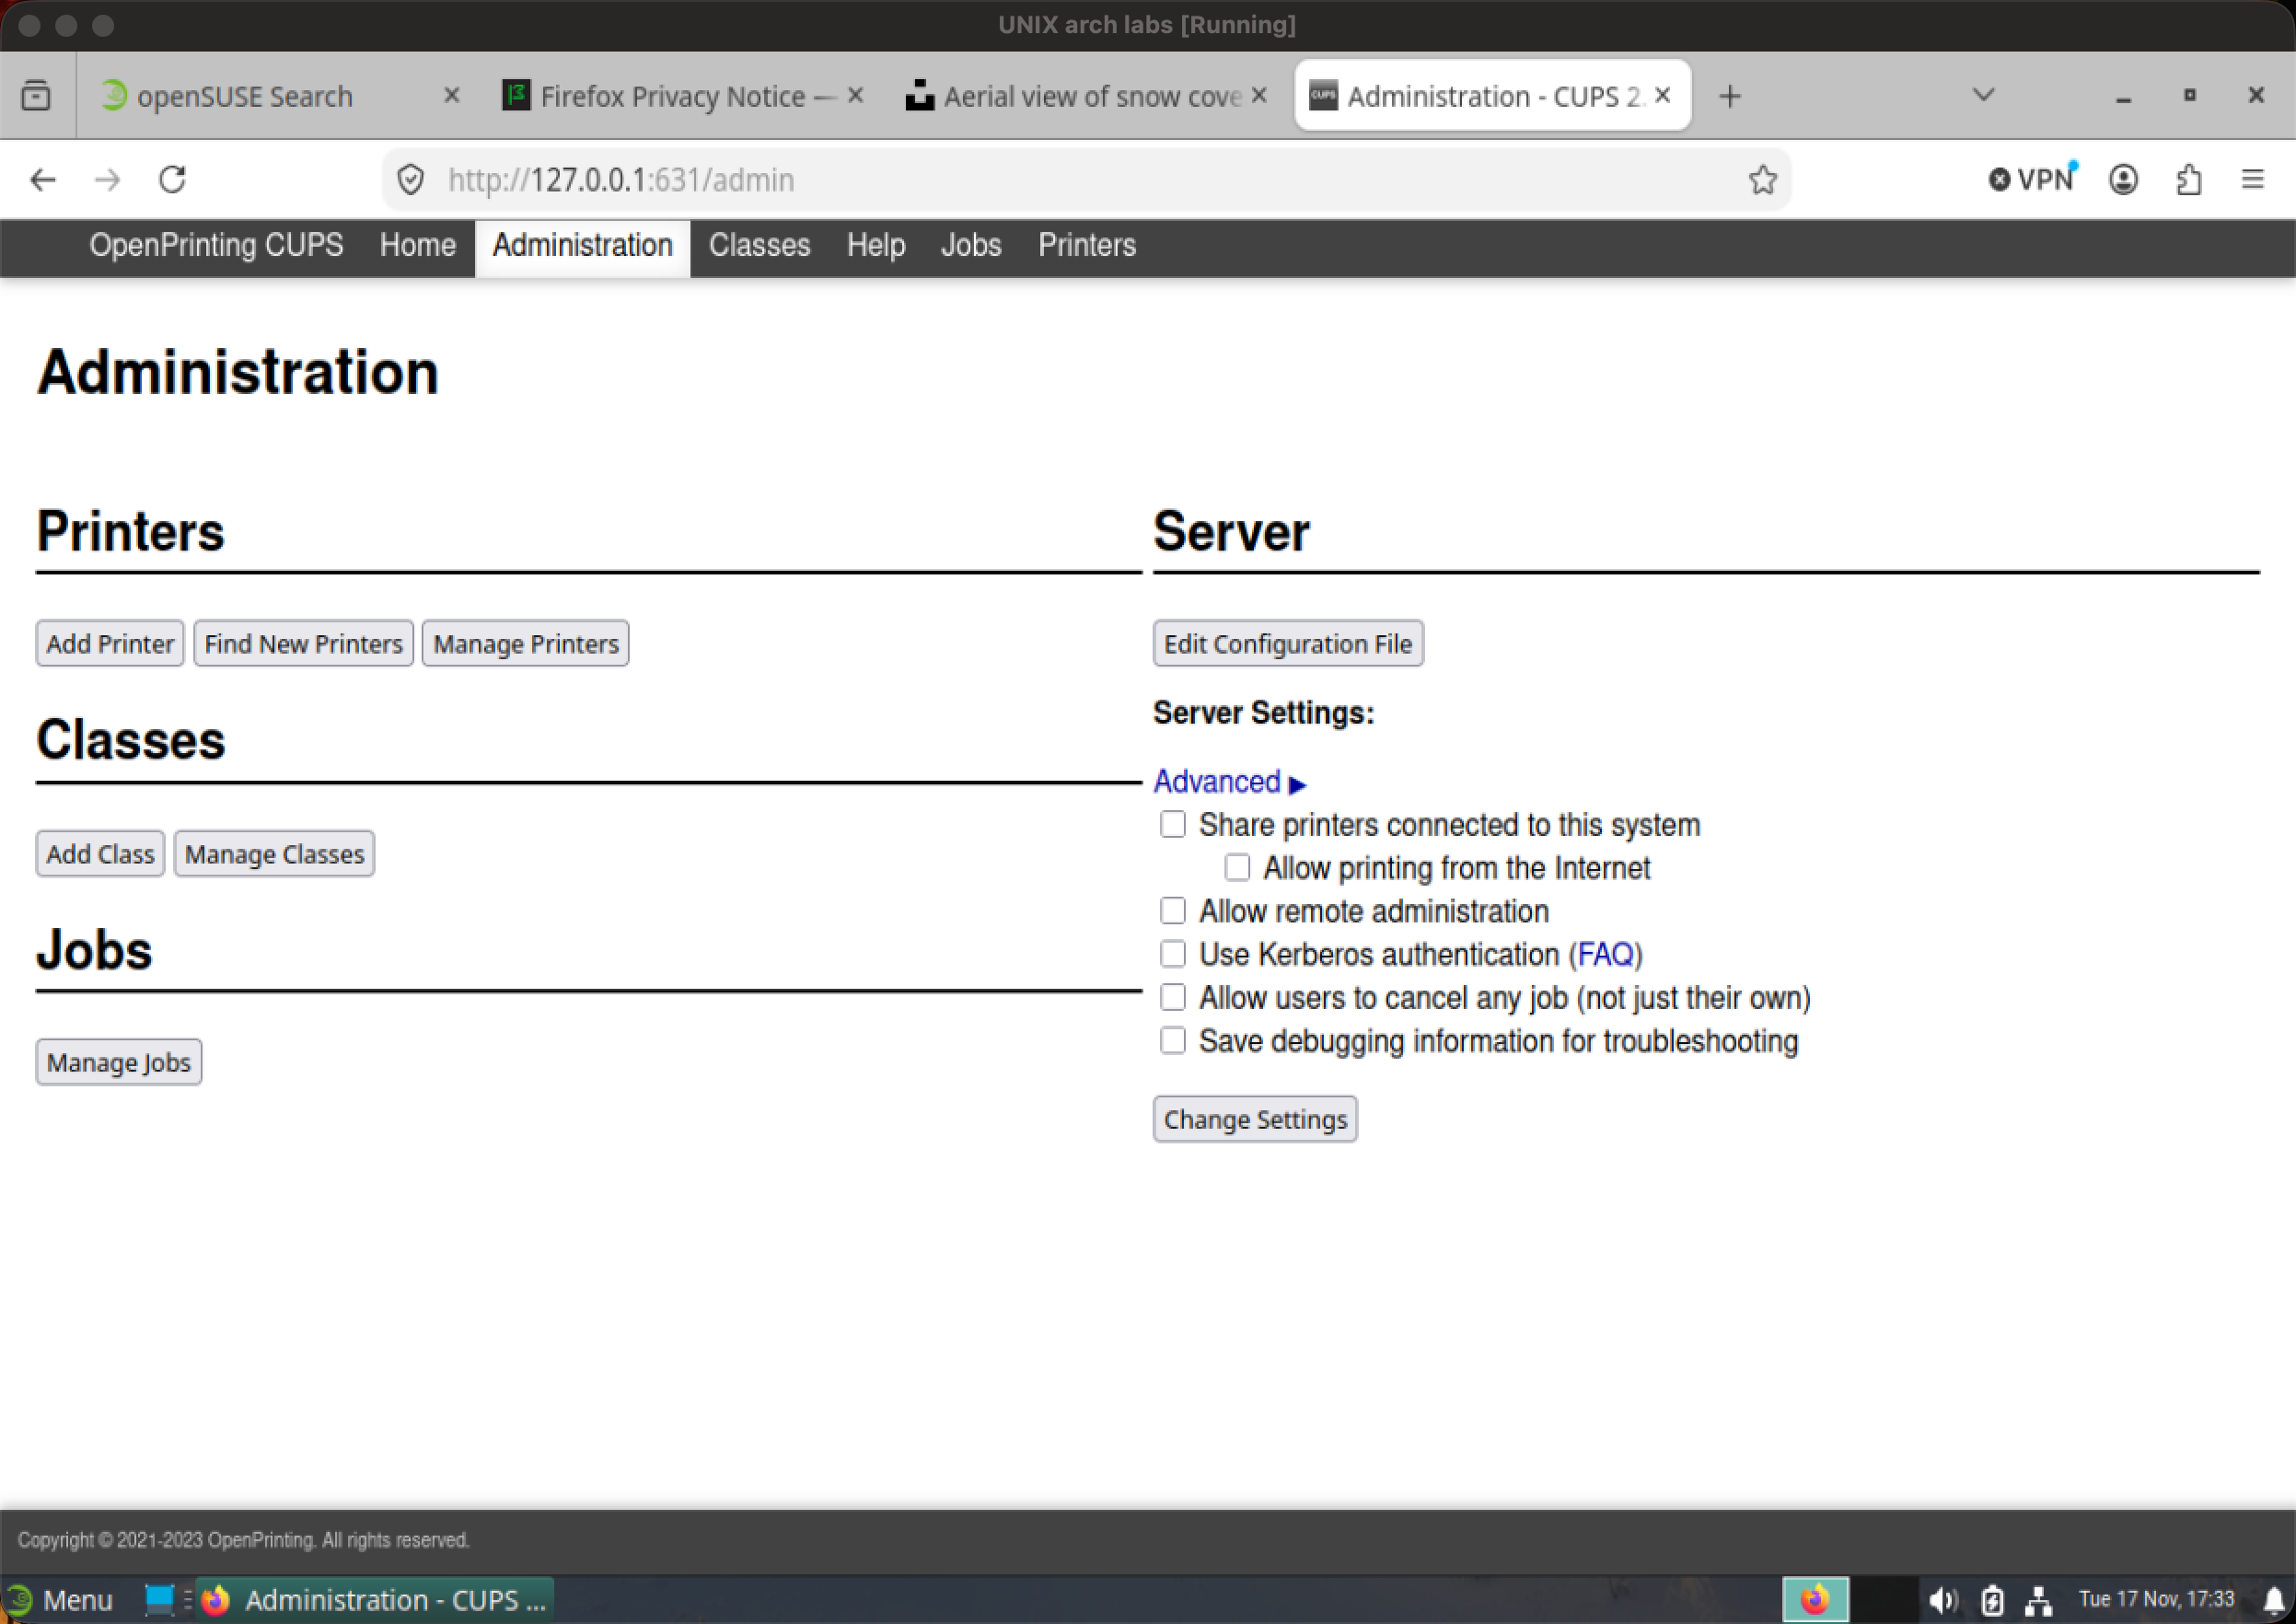 UNIX arch labs [Running]
openSUSE Search
Firefox Privacy Notice —
Aerial view of snow cove
Administration - CUPS 2.
http://127.0.0.1:631/admin
VPN
OpenPrinting CUPS Home Administration Classes Help Jobs Printers
Administration
Printers
Add Printer Find New Printers Manage Printers
Classes
Add Class Manage Classes
Jobs
Manage Jobs
Server
Edit Configuration File
Server Settings:
Advanced ▶
Share printers connected to this system
Allow printing from the Internet
Allow remote administration
Use Kerberos authentication (FAQ)
Allow users to cancel any job (not just their own)
Save debugging information for troubleshooting
Change Settings
Copyright © 2021-2023 OpenPrinting. All rights reserved.
Menu
Administration - CUPS ...
Tue 17 Nov, 17:33